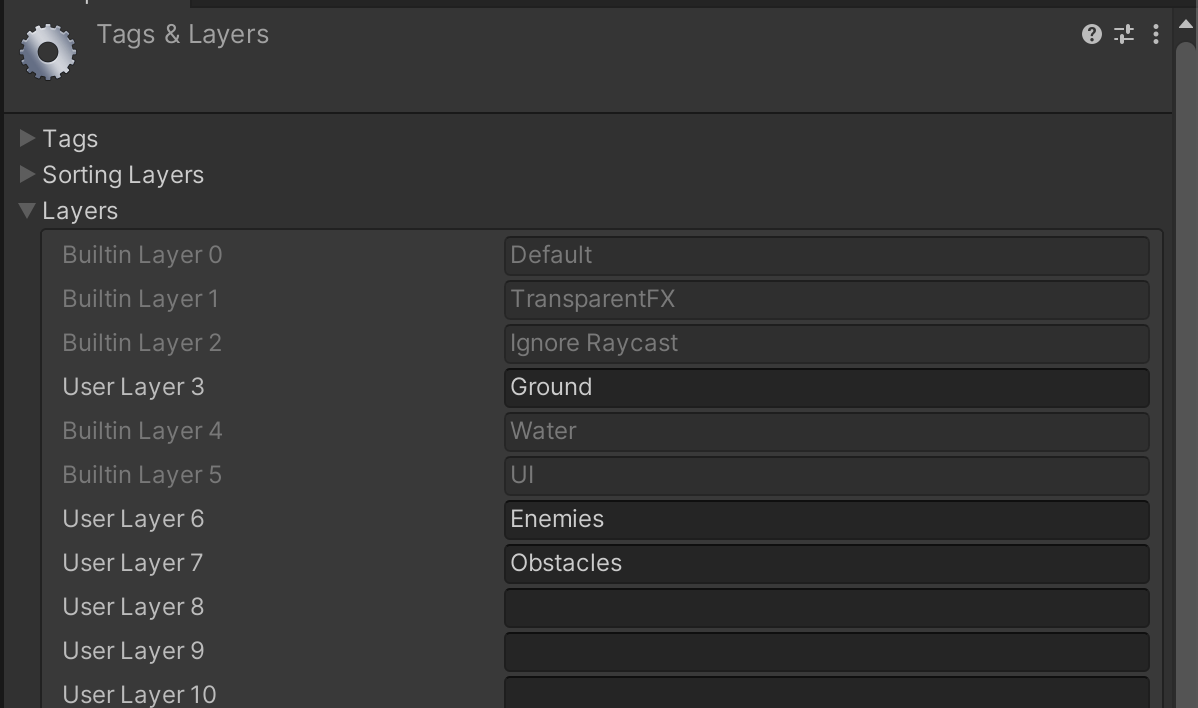 Tags & Layers
Tags
Sorting Layers
Layers
Builtin Layer 0 Default
Builtin Layer 1 TransparentFX
Builtin Layer 2 Ignore Raycast
User Layer 3 Ground
Builtin Layer 4 Water
Builtin Layer 5 UI
User Layer 6 Enemies
User Layer 7 Obstacles
User Layer 8
User Layer 9
User Layer 10